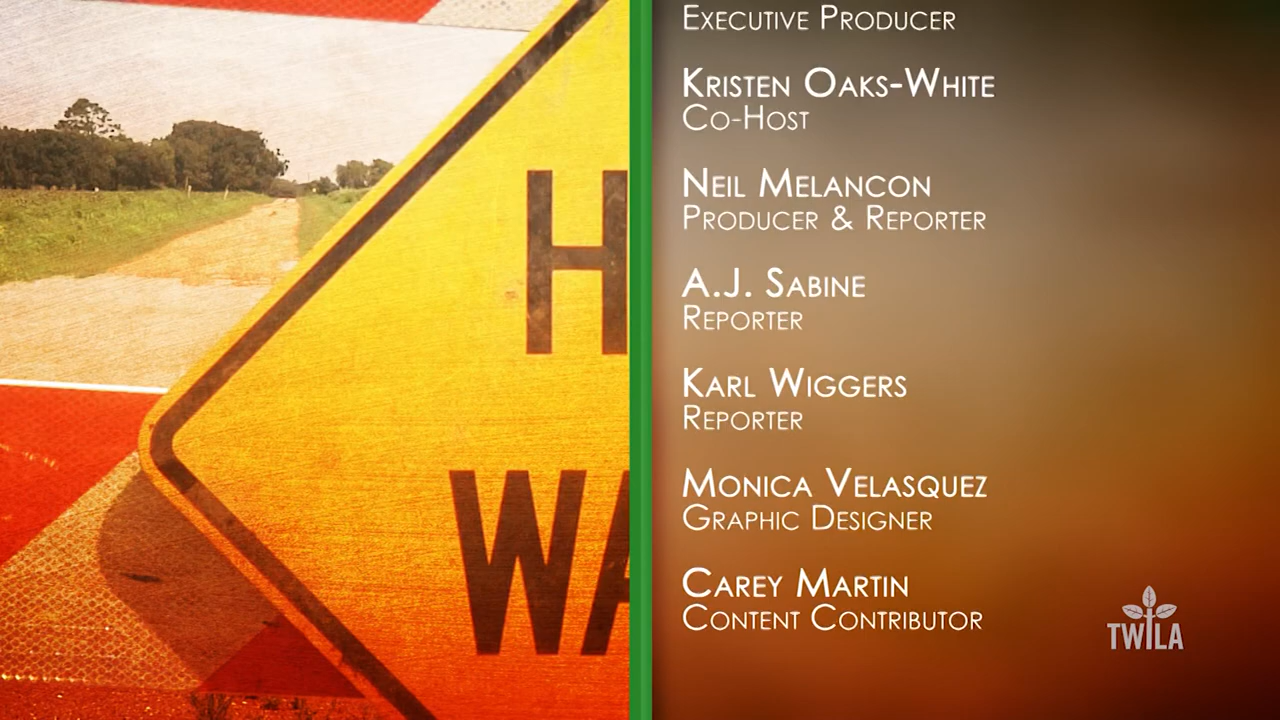 H
WA
Executive Producer
Kristen Oaks-White
Co-Host
Neil Melancon
Producer & Reporter
A.J. Sabine
Reporter
Karl Wiggers
Reporter
Monica Velasquez
Graphic Designer
Carey Martin
Content Contributor
TWILA